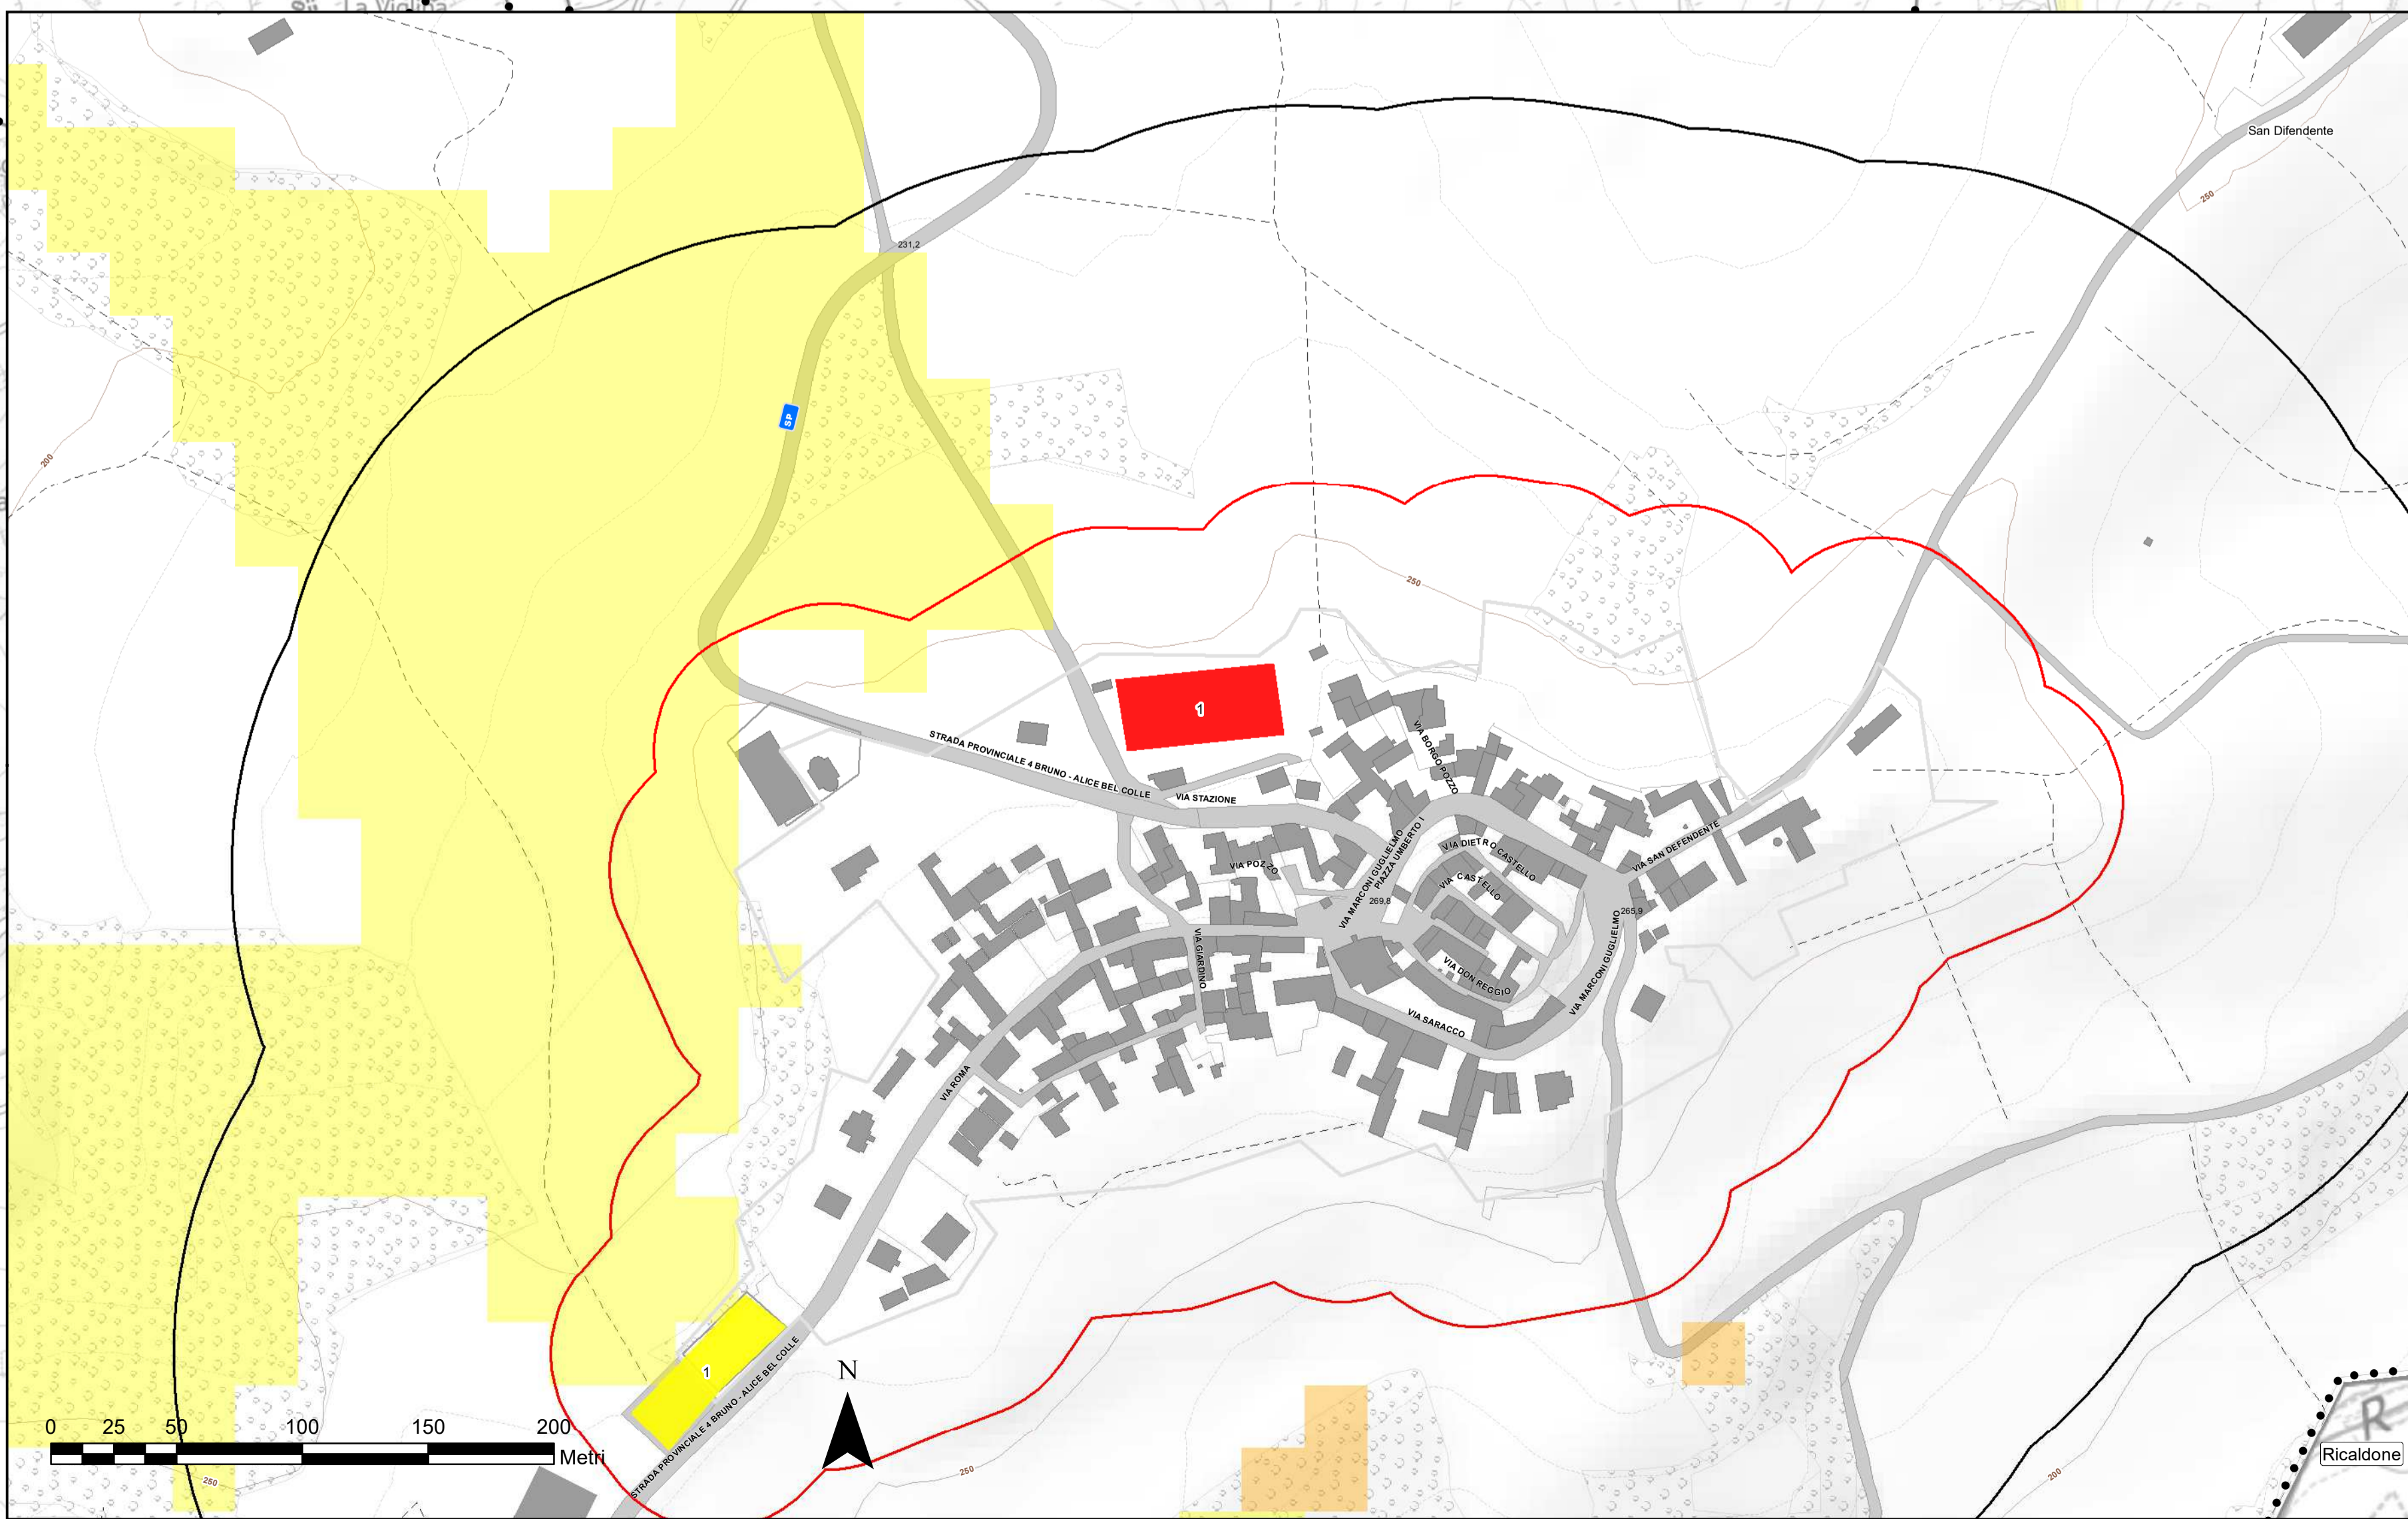 La Viglina
San Difendente
250
231,2
SP
200
250
1
STRADA PROVINCIALE 4 BRUNO - ALICE BEL COLLE
VIA STAZIONE
VIA BORGO POZZO
VIA POZZO
VIA MARCONI GUGLIELMO
PIAZZA UMBERTO I
VIA DIETRO CASTELLO
VIA CASTELLO
VIA SAN DEFENDENTE
269,8
265,9
VIA GIARDINO
VIA DON REGGIO
VIA MARCONI GUGLIELMO
VIA SARACCO
VIA ROMA
1
STRADA PROVINCIALE 4 BRUNO - ALICE BEL COLLE
N
0 25 50 100 150 200
Metri
250
250
200
R
Ricaldone